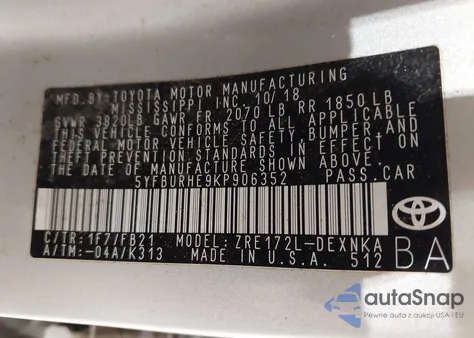 MFD.BY:TOYOTA MOTOR MANUFACTURING
MISSISSIPPI INC. 10/18
GVWR 3820LB GAWR FR 2070 LB RR 1850LB
THIS VEHICLE CONFORMS TO ALL APPLICABLE
FEDERAL MOTOR VEHICLE SAFETY, BUMPER, AND
THEFT PREVENTION STANDARDS IN EFFECT ON
THE DATE OF MANUFACTURE SHOWN ABOVE.
5YFBURHE9KP906352 PASS.CAR
C/TR:1F7/FB21 MODEL:ZRE172L-DEXNKA
A/TM:-04A/K313 MADE IN U.S.A. 512
BA
autoSnap
Pewne auta z aukcji USA i EU